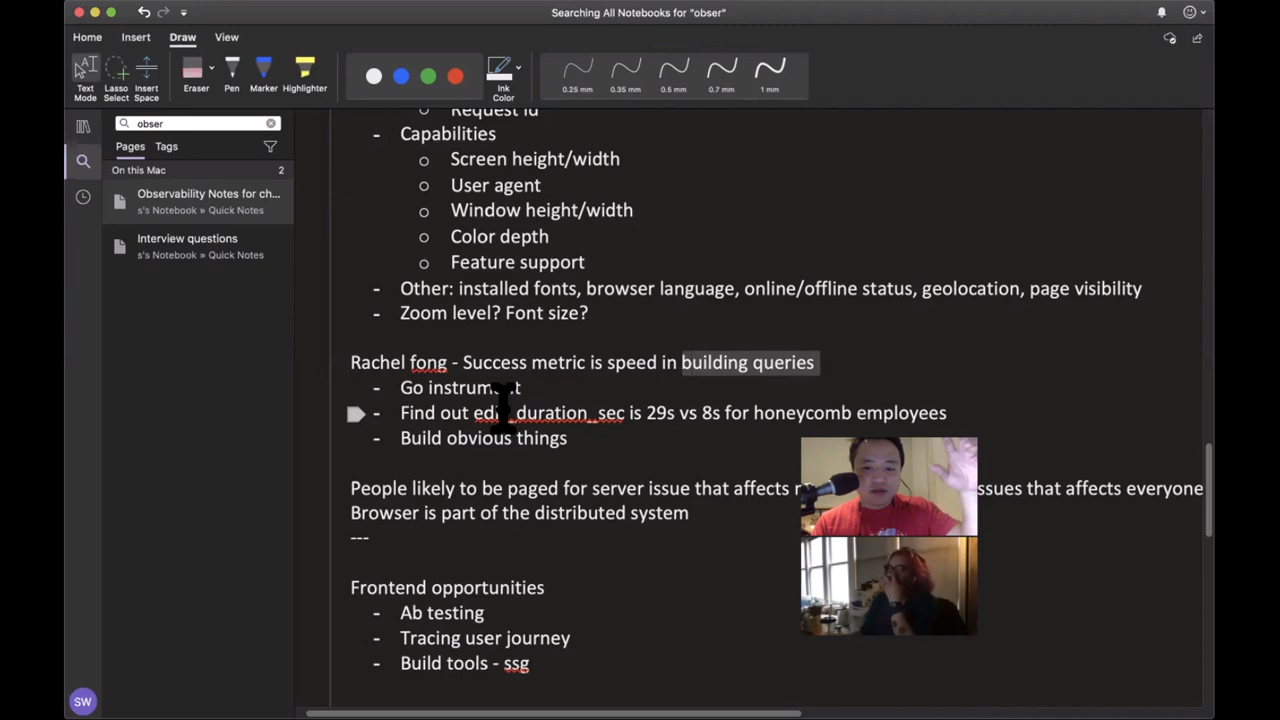 Searching All Notebooks for "obser"
Home Insert Draw View
Text Mode
Lasso Select
Insert Space
Eraser
Pen
Marker
Highlighter
Ink Color
0.25 mm 0.35 mm 0.5 mm 0.7 mm 1 mm
obser
Pages Tags
On this Mac 2
Observability Notes for ch...
s's Notebook » Quick Notes
Interview questions
s's Notebook » Quick Notes
SW
Request id
- Capabilities
o Screen height/width
o User agent
o Window height/width
o Color depth
o Feature support
- Other: installed fonts, browser language, online/offline status, geolocation, page visibility
- Zoom level? Font size?
Rachel fong - Success metric is speed in building queries
- Go instrument
- Find out edit_duration_sec is 29s vs 8s for honeycomb employees
- Build obvious things
People likely to be paged for server issue that affects ssues that affects everyone
Browser is part of the distributed system
---
Frontend opportunities
- Ab testing
- Tracing user journey
- Build tools - ssg